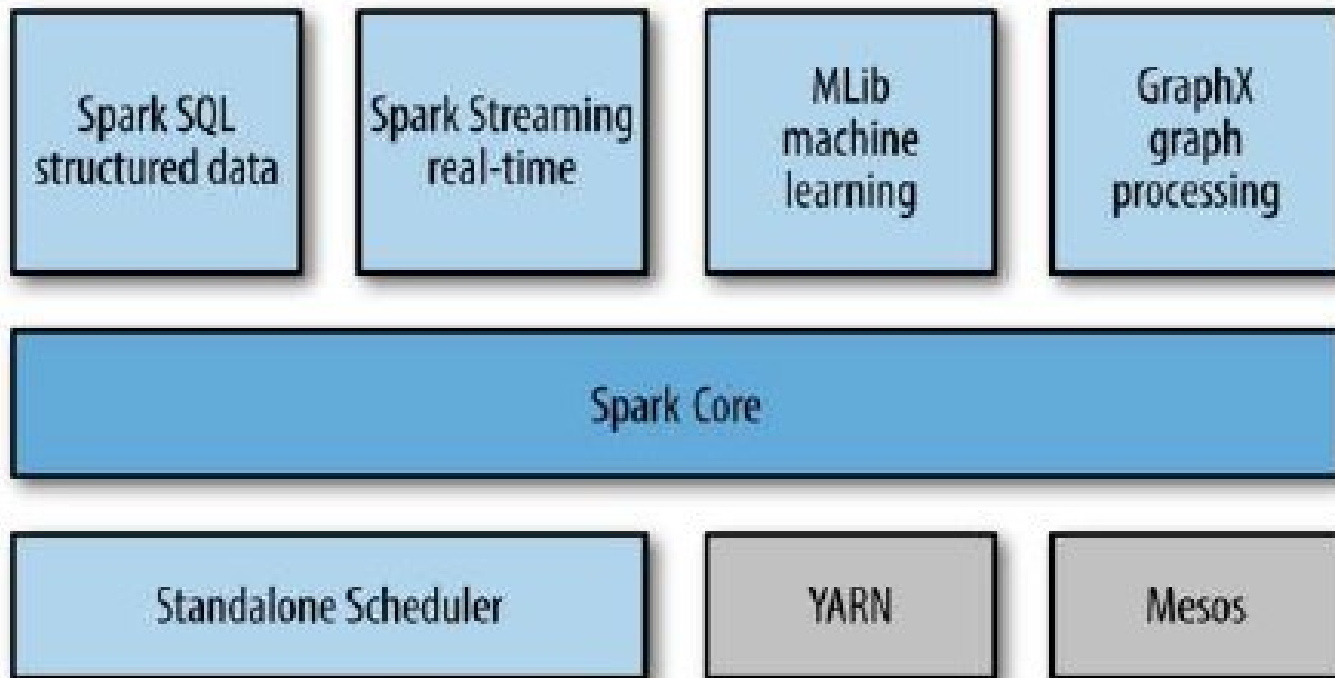 Spark SQL
structured data
Spark Streaming
real-time
MLib
machine
learning
GraphX
graph
processing
Spark Core
Standalone Scheduler
YARN
Mesos